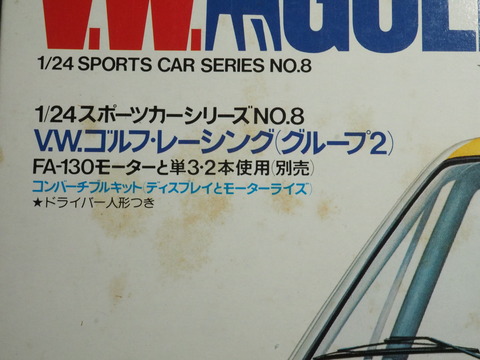 V.W. GOL
1/24 SPORTS CAR SERIES NO.8
1/24スポーツカーシリーズNO.8
V.W.ゴルフ・レーシング(グループ2)
FA-130モーターと単3・2本使用(別売)
コンバーチブルキット(ディスプレイとモーターライズ)
★ドライバー人形つき